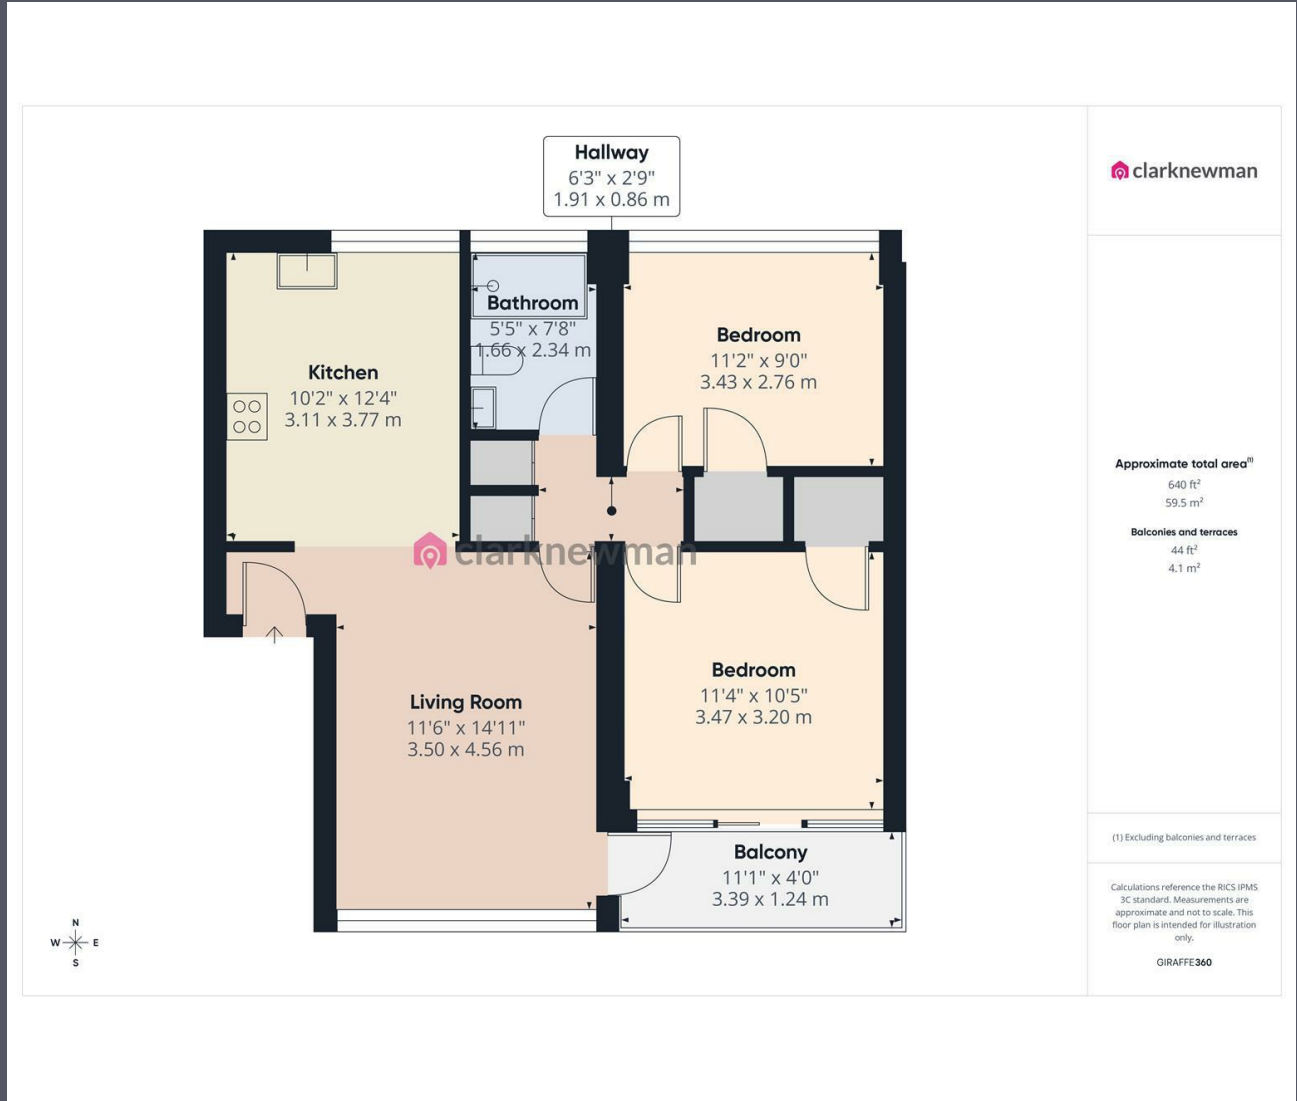 Hallway
6'3" x 2'9"
1.91 x 0.86 m
clarknewman
Bathroom
5'5" x 7'8"
1.66 x 2.34 m
Bedroom
11'2" x 9'0"
3.43 x 2.76 m
Kitchen
10'2" x 12'4"
3.11 x 3.77 m
clarknewman
Living Room
11'6" x 14'11"
3.50 x 4.56 m
Bedroom
11'4" x 10'5"
3.47 x 3.20 m
Balcony
11'1" x 4'0"
3.39 x 1.24 m
N
W E
S
Approximate total area(1)
640 ft²
59.5 m²
Balconies and terraces
44 ft²
4.1 m²
(1) Excluding balconies and terraces
Calculations reference the RICS IPMS
3C standard. Measurements are
approximate and not to scale. This
floor plan is intended for illustration
only.
GIRAFFE360